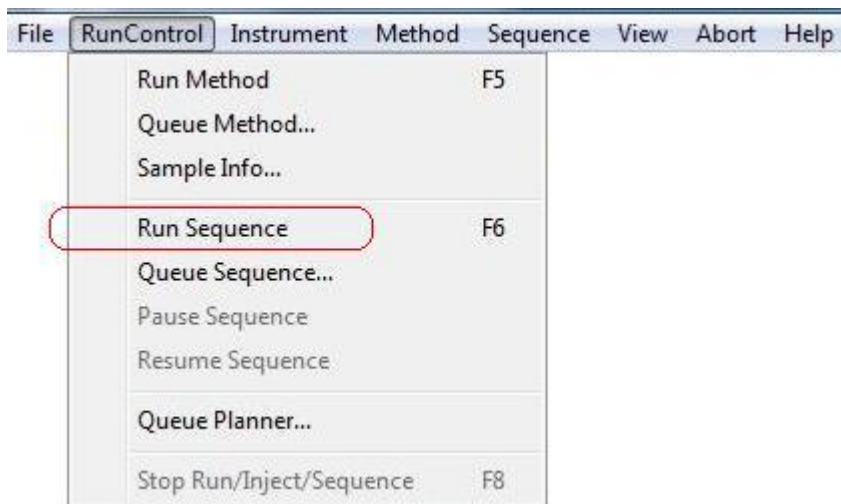 File RunControl Instrument Method Sequence View Abort Help
Run Method F5
Queue Method...
Sample Info...
Run Sequence F6
Queue Sequence...
Pause Sequence
Resume Sequence
Queue Planner...
Stop Run/Inject/Sequence F8